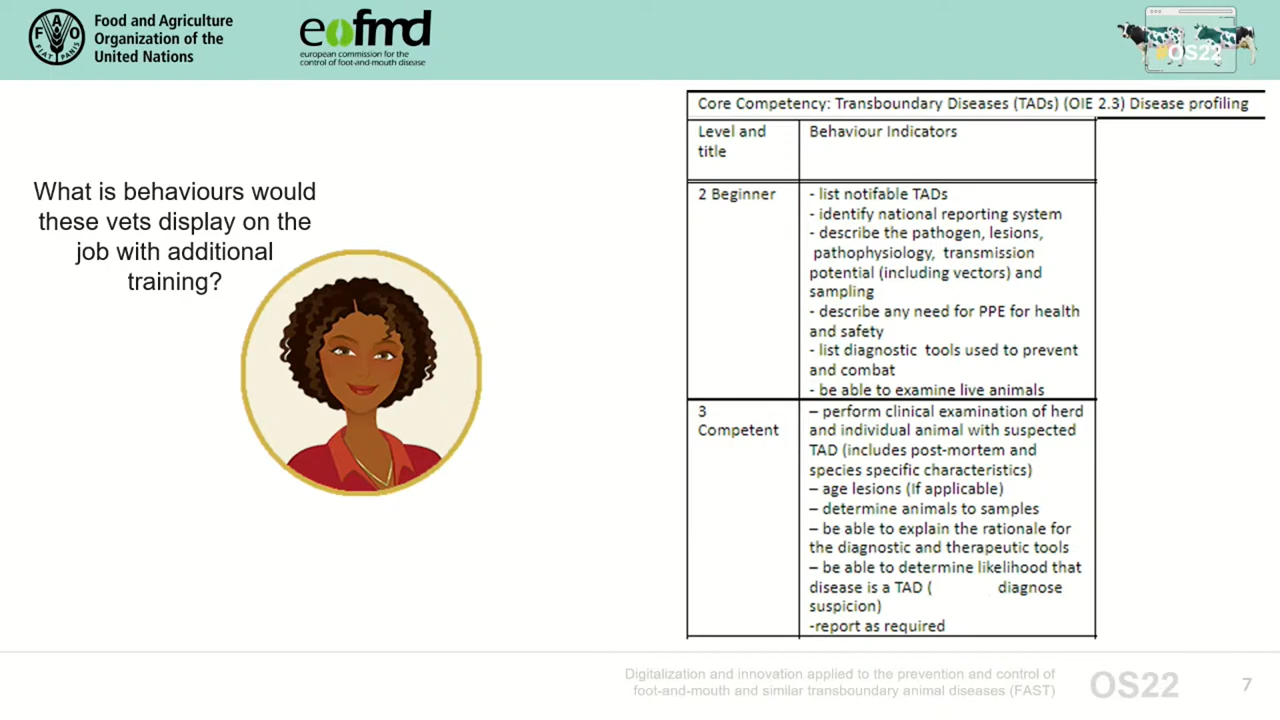 Food and Agriculture
Organization of the
United Nations
FAO
FIAT PANIS
eofmd
european commission for the
control of foot-and-mouth disease
#OS22
What is behaviours would
these vets display on the
job with additional
training?
Core Competency: Transboundary Diseases (TADs) (OIE 2.3) Disease profiling
Level and
title
Behaviour Indicators
2 Beginner
- list notifable TADs
- identify national reporting system
- describe the pathogen, lesions,
pathophysiology, transmission
potential (including vectors) and
sampling
- describe any need for PPE for health
and safety
- list diagnostic tools used to prevent
and combat
- be able to examine live animals
3
Competent
– perform clinical examination of herd
and individual animal with suspected
TAD (includes post-mortem and
species specific characteristics)
– age lesions (If applicable)
– determine animals to samples
– be able to explain the rationale for
the diagnostic and therapeutic tools
– be able to determine likelihood that
disease is a TAD ( diagnose
suspicion)
-report as required
Digitalization and innovation applied to the prevention and control of
foot-and-mouth and similar transboundary animal diseases (FAST)
OS22
7